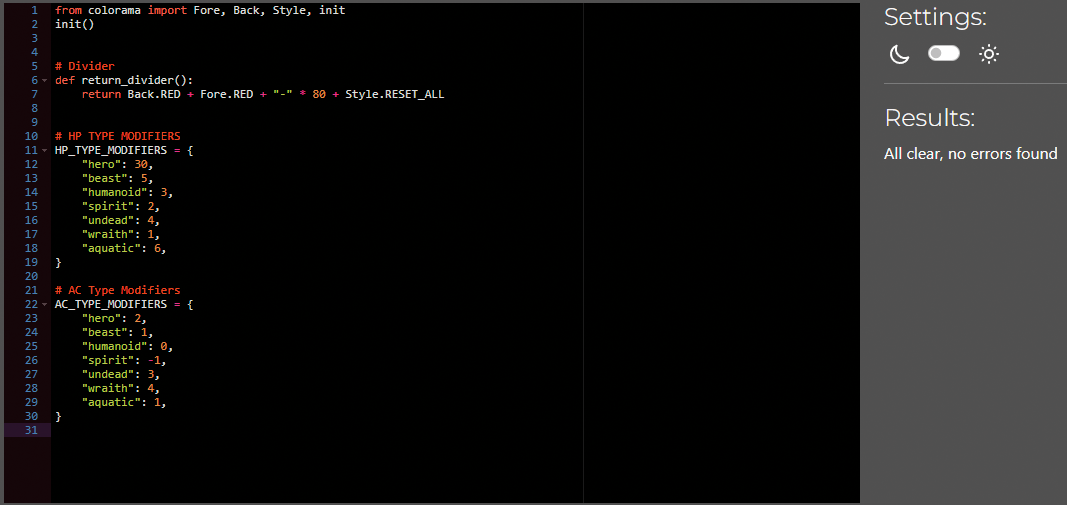 1 from colorama import Fore, Back, Style, init
2 init()
3
4
5 # Divider
6 def return_divider():
7     return Back.RED + Fore.RED + "-" * 80 + Style.RESET_ALL
8
9
10 # HP TYPE MODIFIERS
11 HP_TYPE_MODIFIERS = {
12     "hero": 30,
13     "beast": 5,
14     "humanoid": 3,
15     "spirit": 2,
16     "undead": 4,
17     "wraith": 1,
18     "aquatic": 6,
19 }
20
21 # AC Type Modifiers
22 AC_TYPE_MODIFIERS = {
23     "hero": 2,
24     "beast": 1,
25     "humanoid": 0,
26     "spirit": -1,
27     "undead": 3,
28     "wraith": 4,
29     "aquatic": 1,
30 }
31
Settings:
Results:
All clear, no errors found